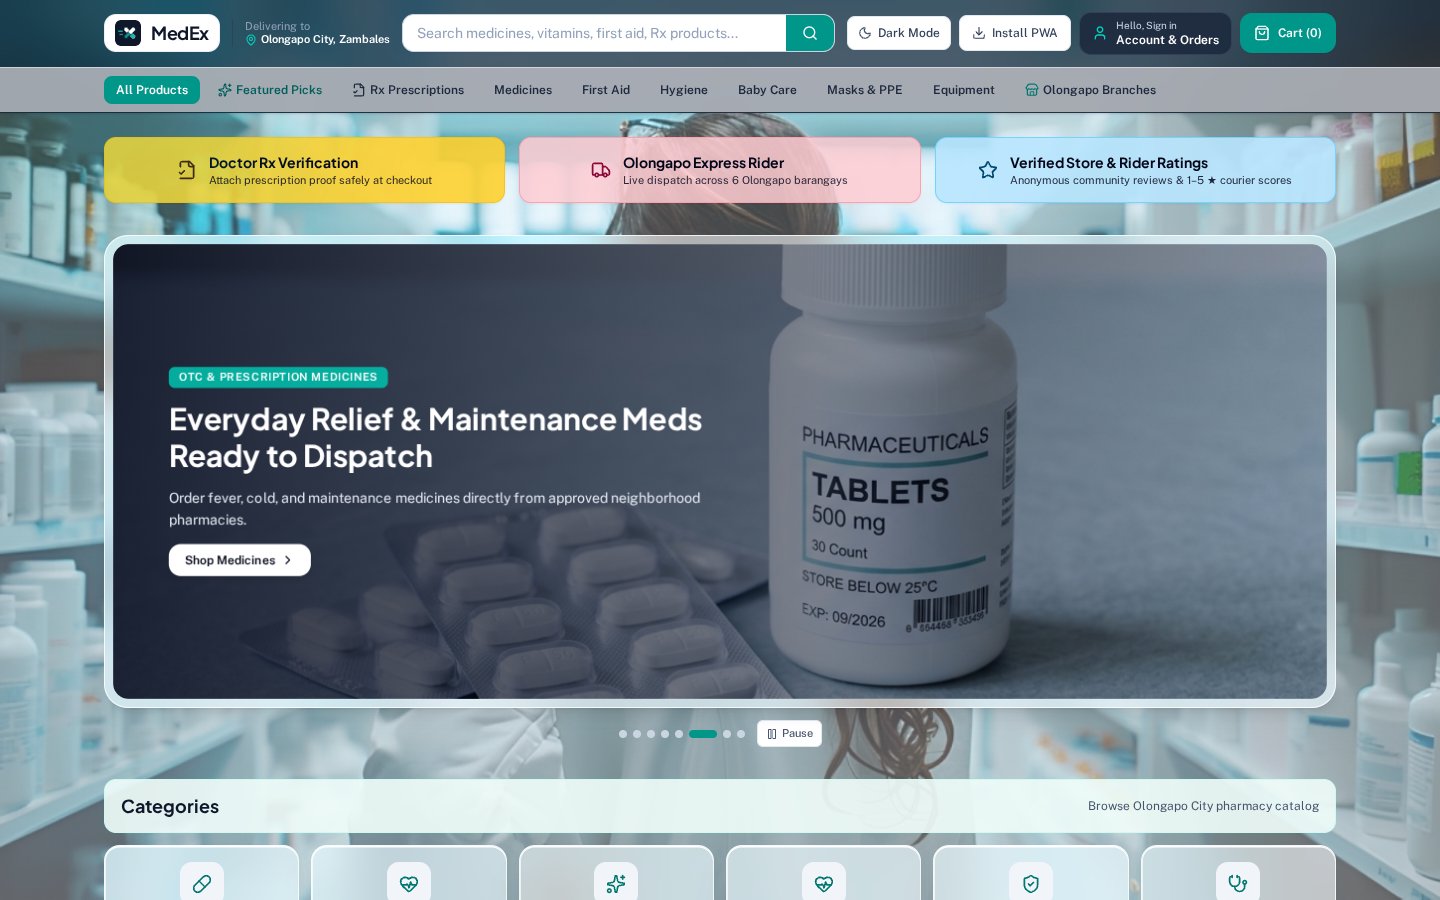 MedEx
Delivering to
Olongapo City, Zambales
Search medicines, vitamins, first aid, Rx products...
Dark Mode
Install PWA
Hello, Sign in
Account & Orders
Cart (0)
All Products
Featured Picks
Rx Prescriptions
Medicines
First Aid
Hygiene
Baby Care
Masks & PPE
Equipment
Olongapo Branches
Doctor Rx Verification
Attach prescription proof safely at checkout
Olongapo Express Rider
Live dispatch across 6 Olongapo barangays
Verified Store & Rider Ratings
Anonymous community reviews & 1–5 ★ courier scores
OTC & PRESCRIPTION MEDICINES
Everyday Relief & Maintenance Meds
Ready to Dispatch
Order fever, cold, and maintenance medicines directly from approved neighborhood
pharmacies.
Shop Medicines
PHARMACEUTICALS
TABLETS
500 mg
30 Count
STORE BELOW 25°C
EXP: 09/2026
Pause
Categories
Browse Olongapo City pharmacy catalog